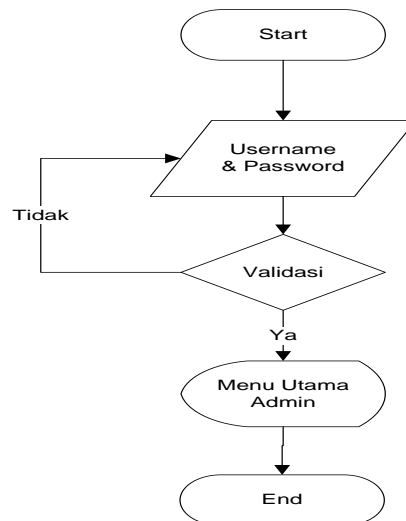 Start
Username
& Password
Tidak
Validasi
Ya
Menu Utama
Admin
End